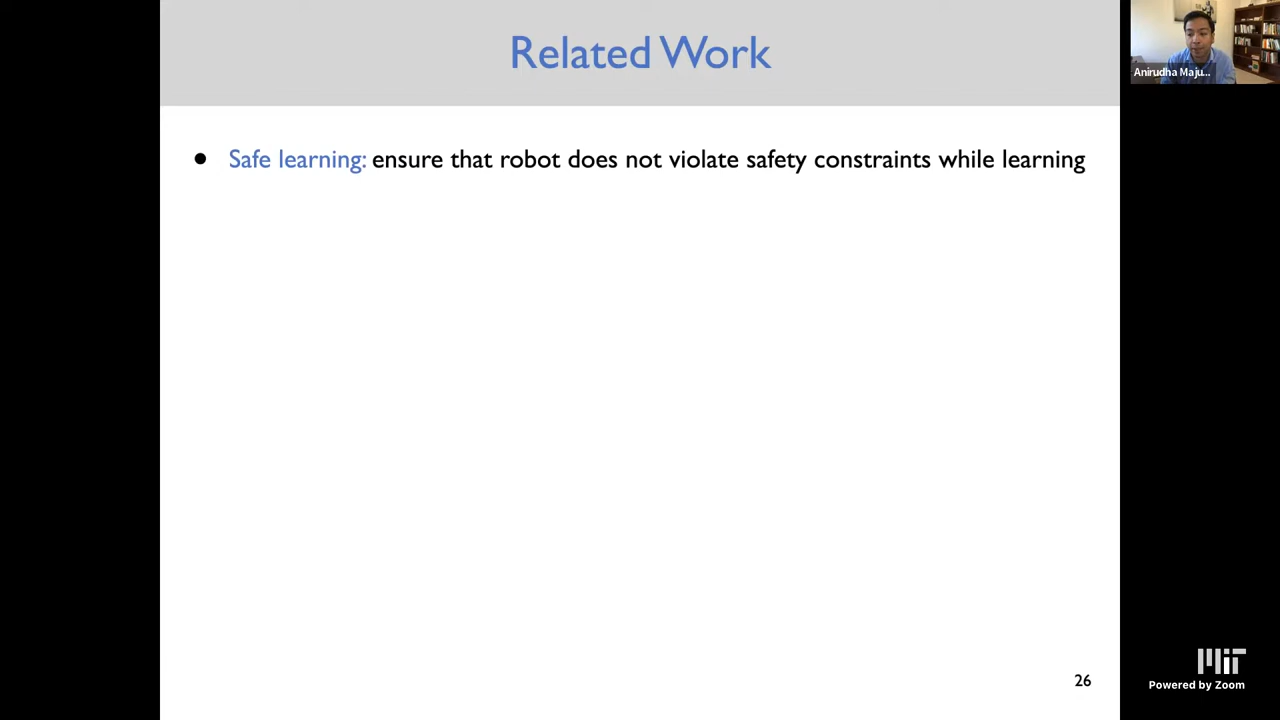 Related Work
Anirudha Maju...
• Safe learning: ensure that robot does not violate safety constraints while learning
26
MIT
Powered by Zoom